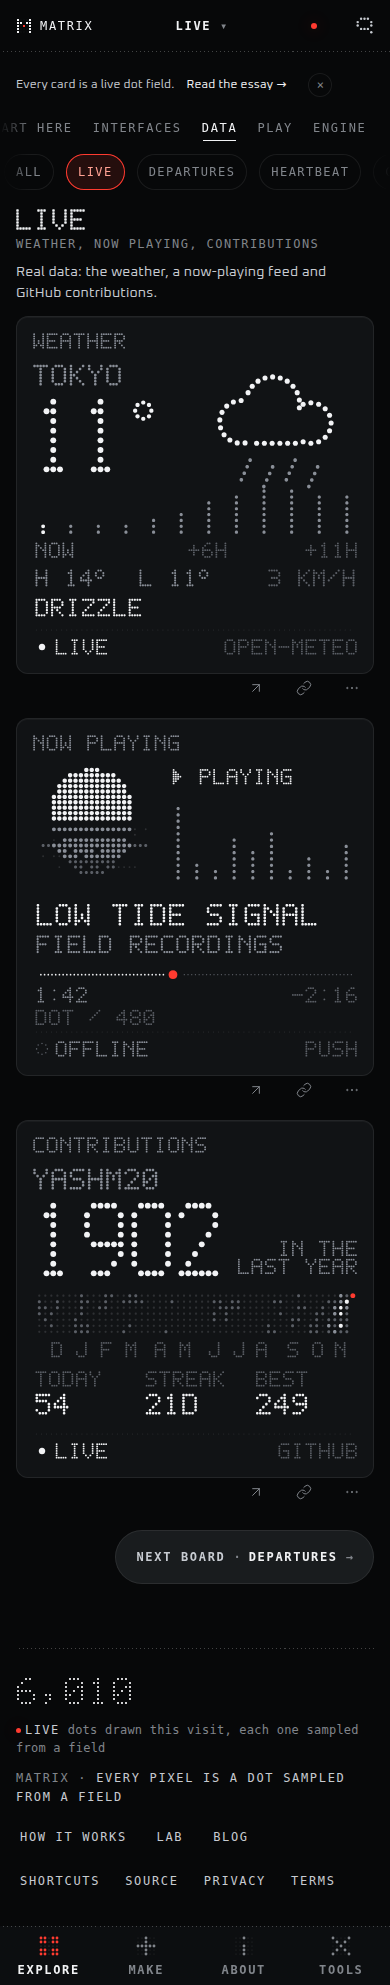 MATRIX LIVE ▾
Every card is a live dot field. Read the essay → ×
ART HERE INTERFACES DATA PLAY ENGINE
ALL LIVE DEPARTURES HEARTBEAT
LIVE
WEATHER, NOW PLAYING, CONTRIBUTIONS
Real data: the weather, a now-playing feed and
GitHub contributions.
WEATHER
TOKYO
11°
NOW +6H +11H
H 14° L 11° 3 KM/H
DRIZZLE
LIVE OPEN-METEO
NOW PLAYING
PLAYING
LOW TIDE SIGNAL
FIELD RECORDINGS
1:42 -2:16
DOT / 480
OFFLINE PUSH
CONTRIBUTIONS
YASHM20
1902 IN THE
LAST YEAR
D J F M A M J J A S O N
TODAY STREAK BEST
54 21D 249
LIVE GITHUB
NEXT BOARD · DEPARTURES →
6,010
LIVE dots drawn this visit, each one sampled
from a field
MATRIX · EVERY PIXEL IS A DOT SAMPLED
FROM A FIELD
HOW IT WORKS LAB BLOG
SHORTCUTS SOURCE PRIVACY TERMS
EXPLORE MAKE ABOUT TOOLS